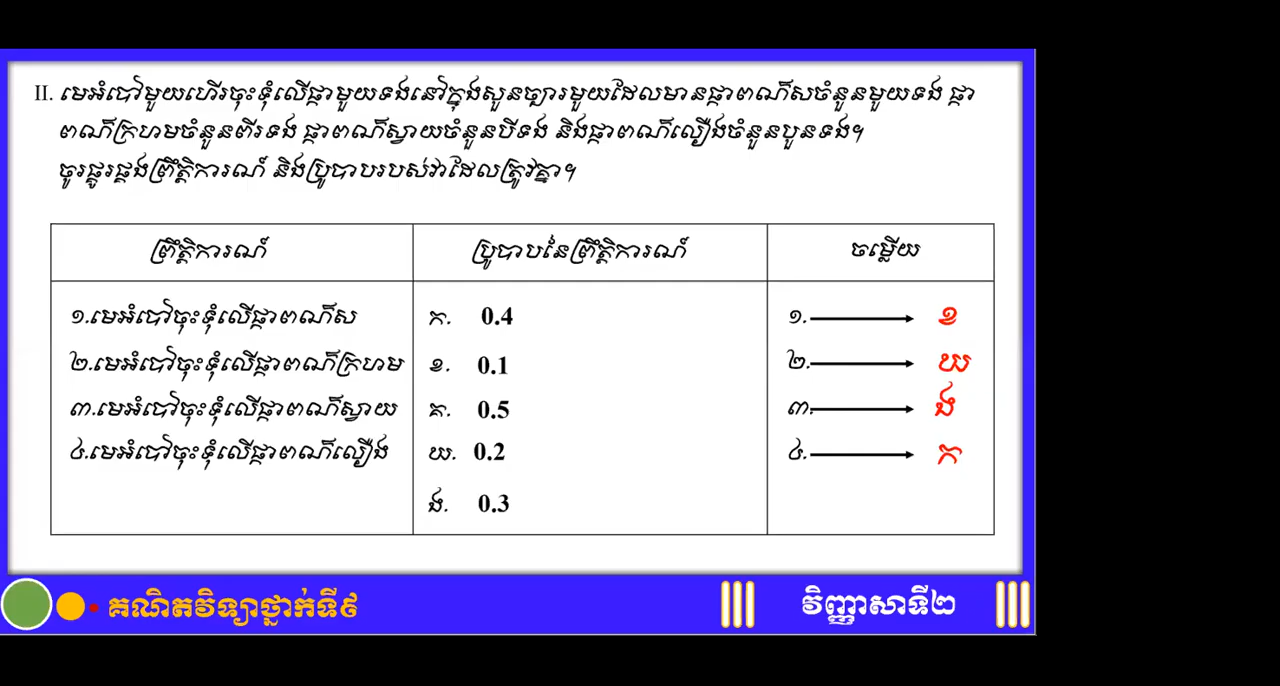 II. មេអំបៅមួយហើរចុះទុំលើផ្កាមួយទងនៅក្នុងសួនច្បារមួយដែលមានផ្កាពណ៌សចំនួនមួយទង ផ្កា
ពណ៌ក្រហមចំនួនពីរទង ផ្កាពណ៌ស្វាយចំនួនបីទង និងផ្កាពណ៌លឿងចំនួនបួនទង។
ចូរផ្គូរផ្គងព្រឹត្តិការណ៍ និងប្រូបាបរបស់វាដែលត្រូវគ្នា។
ព្រឹត្តិការណ៍ ប្រូបាបនៃព្រឹត្តិការណ៍ ចម្លើយ
១.មេអំបៅចុះទុំលើផ្កាពណ៌ស ក. 0.4 ១. ខ
២.មេអំបៅចុះទុំលើផ្កាពណ៌ក្រហម ខ. 0.1 ២. ឃ
៣.មេអំបៅចុះទុំលើផ្កាពណ៌ស្វាយ គ. 0.5 ៣. ង
៤.មេអំបៅចុះទុំលើផ្កាពណ៌លឿង ឃ. 0.2 ៤. ក
ង. 0.3
គណិតវិទ្យាថ្នាក់ទី៩ វិញ្ញាសាទី២